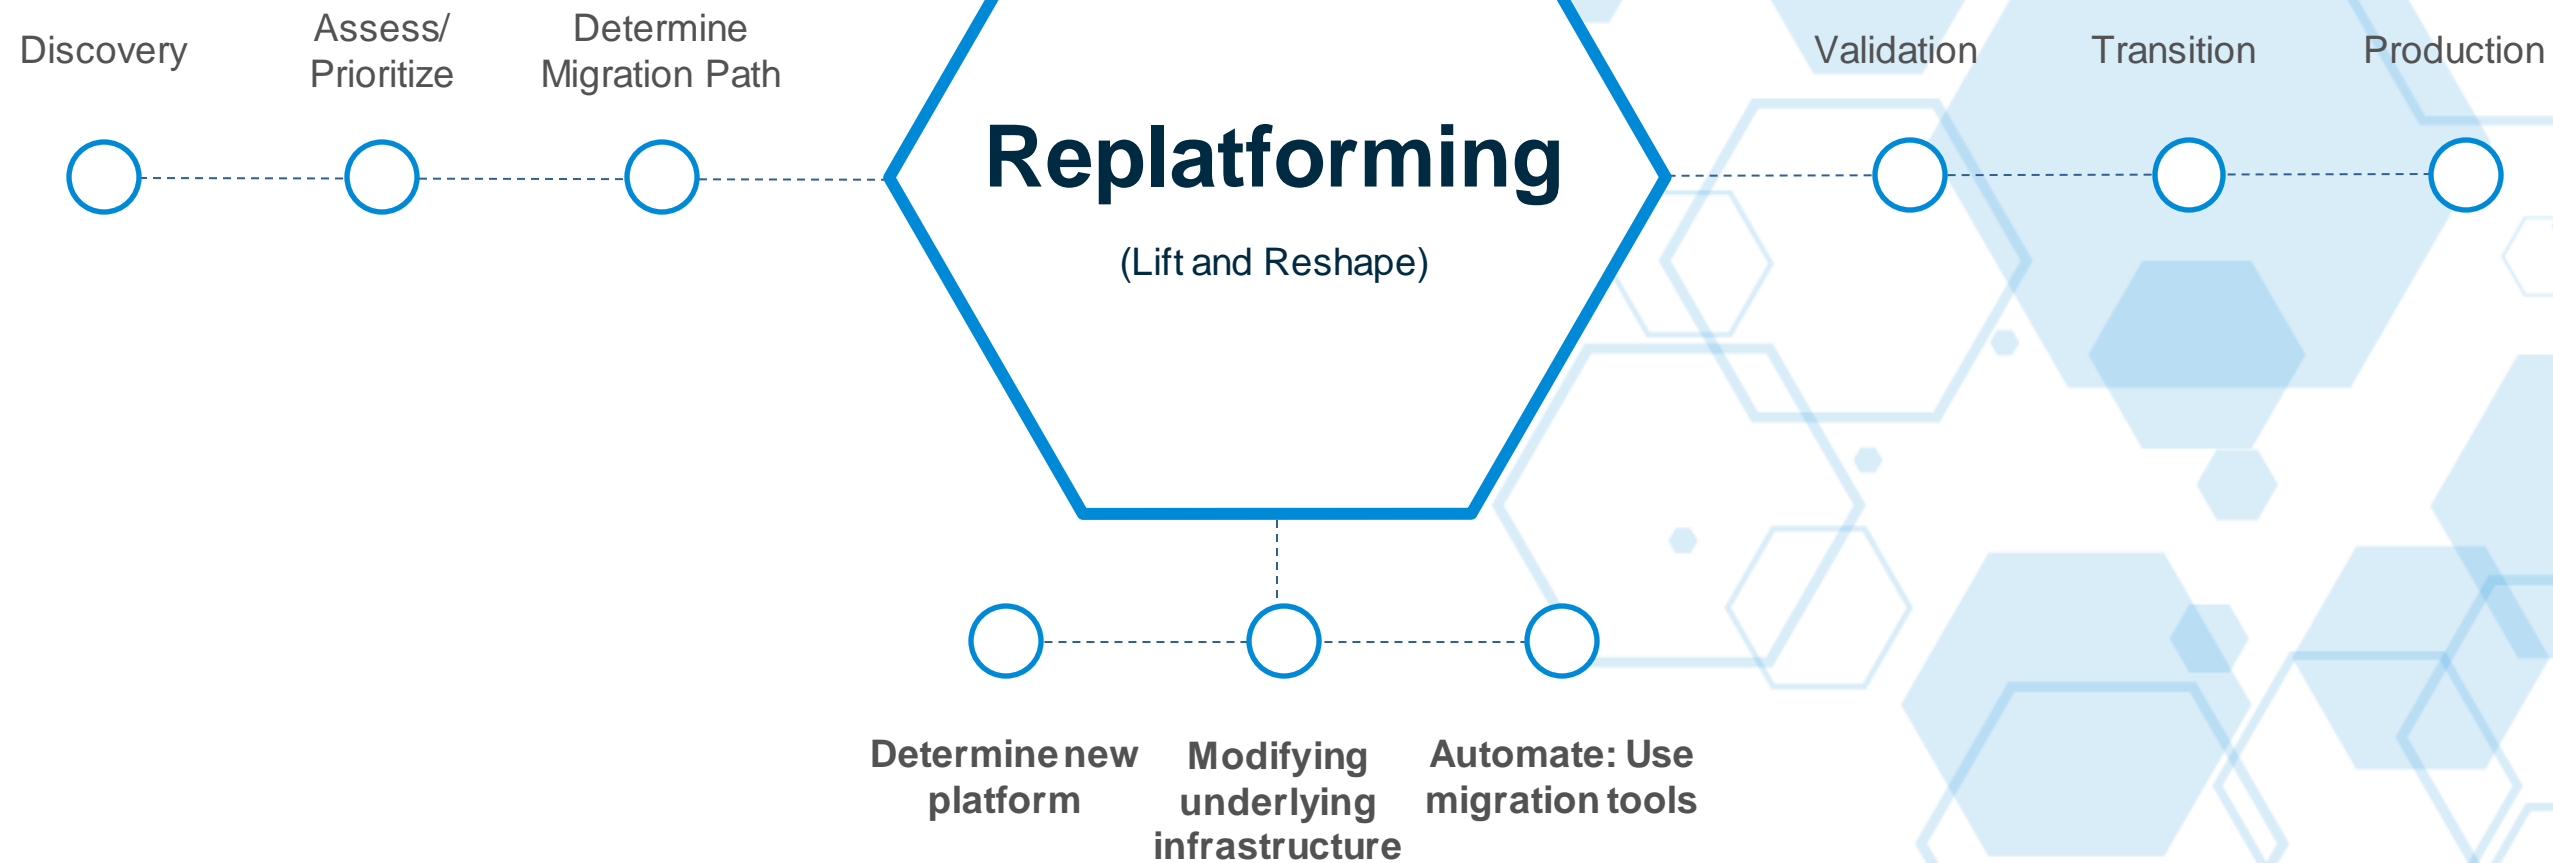 Discovery
Assess/
Prioritize
Determine
Migration Path
Replatforming
(Lift and Reshape)
Validation
Transition
Production
Determine new
platform
Modifying
underlying
infrastructure
Automate: Use
migration tools